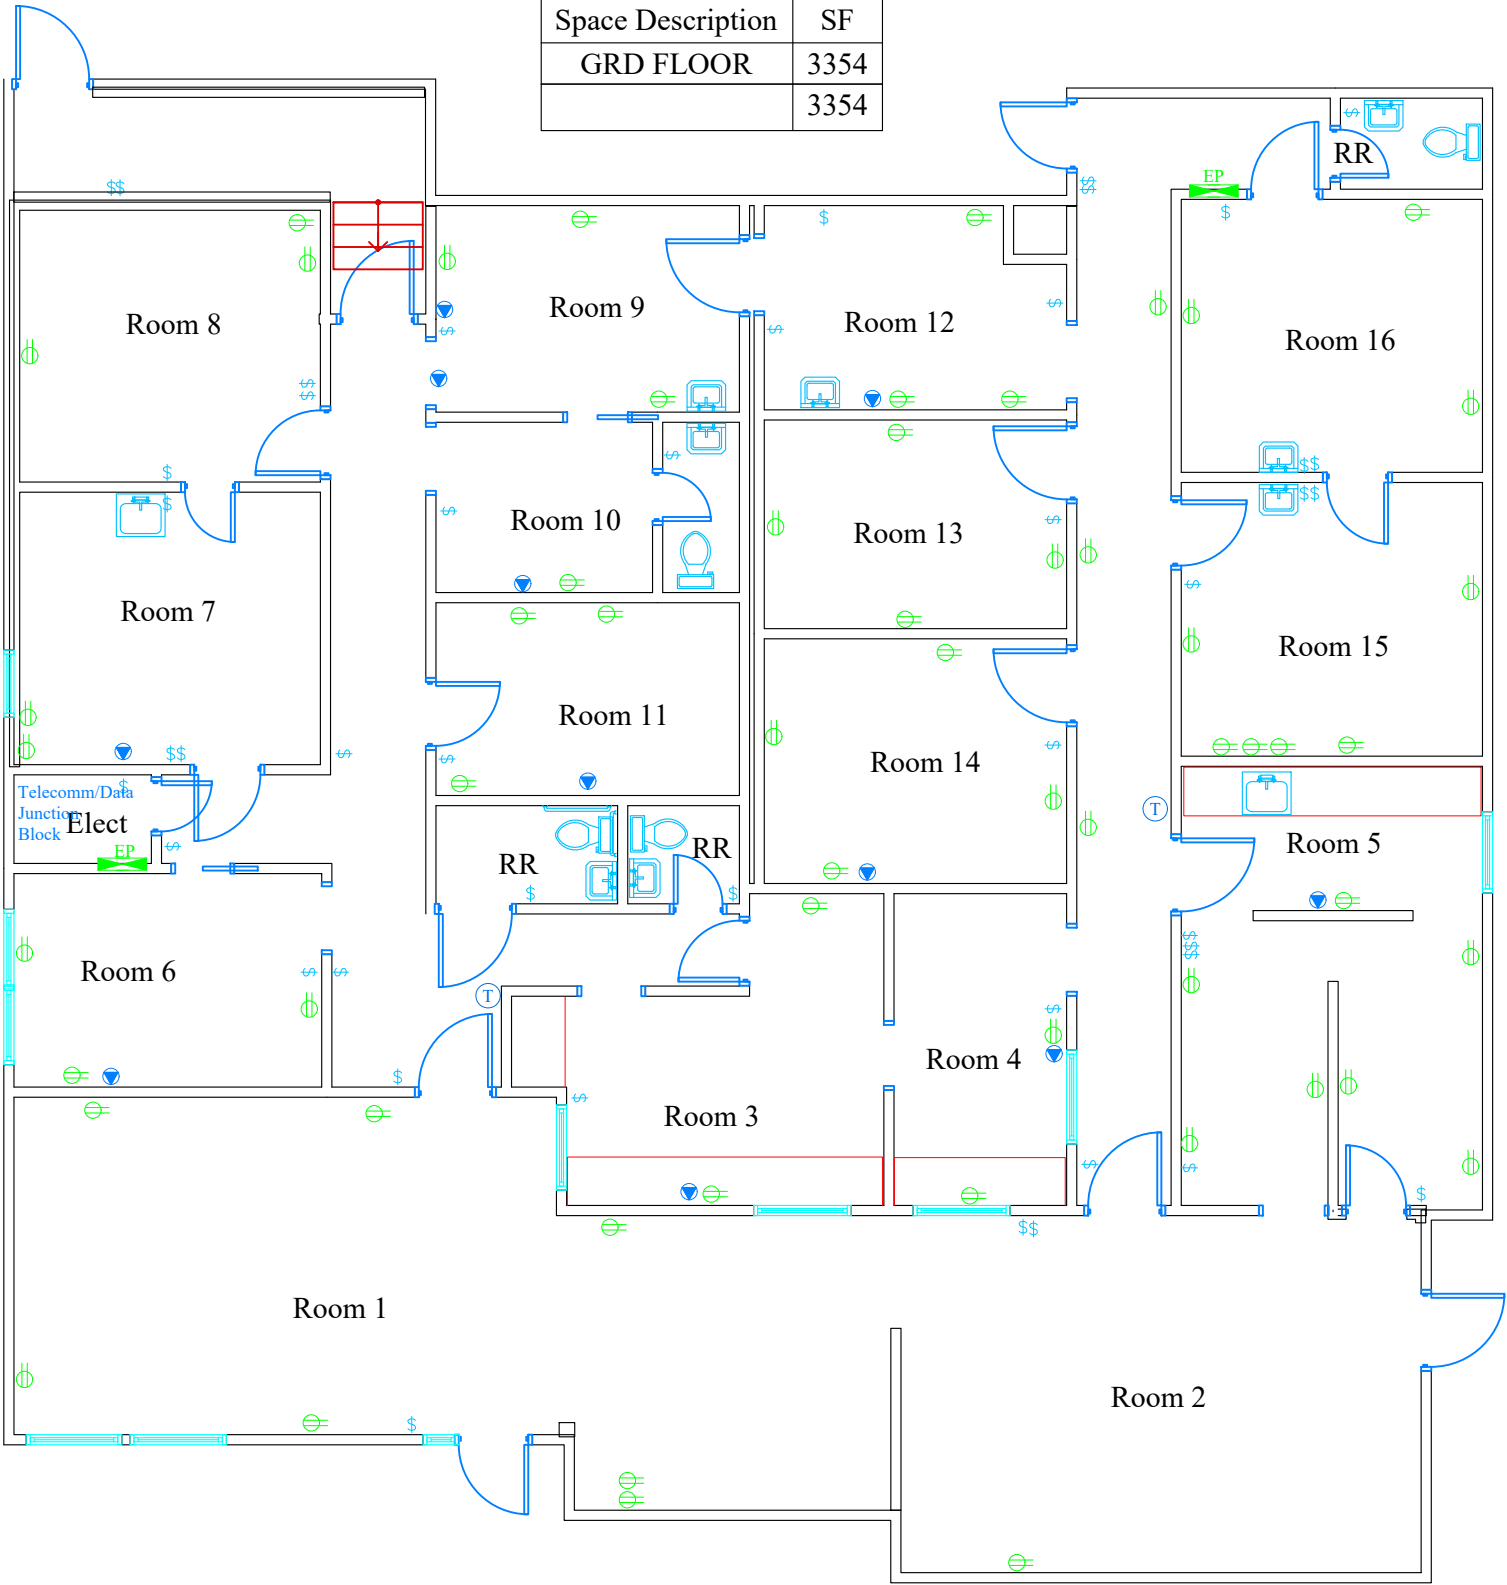 Space Description SF
GRD FLOOR 3354
3354
RR
EP
$$
$$
$
$
$
$
Room 8
Room 9
Room 12
Room 16
$
$
$
$$
$
$$
$
$$
$
Room 10
Room 13
$
$
$
Room 7
Room 15
Room 11
Room 14
$$
$
$
$
Telecomm/Data
Junction
Block
$
Elect
T
EP
$
RR
RR
Room 5
$
$
Room 6
$
$
$$$
T
$
Room 4
$
$
Room 3
$
$
$
$$
Room 1
Room 2
$